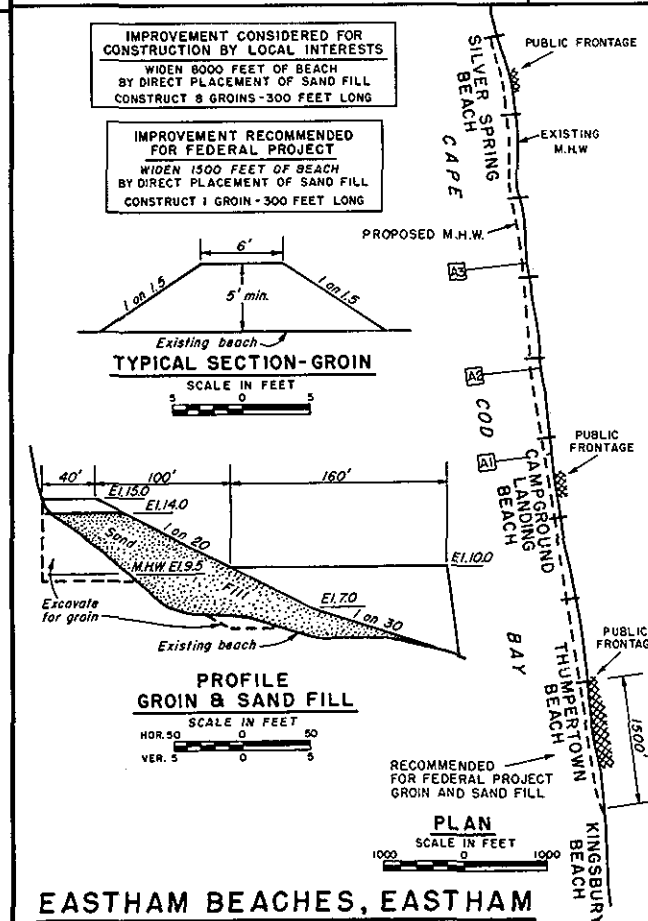 IMPROVEMENT CONSIDERED FOR
CONSTRUCTION BY LOCAL INTERESTS
WIDEN 8000 FEET OF BEACH
BY DIRECT PLACEMENT OF SAND FILL
CONSTRUCT 8 GROINS-300 FEET LONG
IMPROVEMENT RECOMMENDED
FOR FEDERAL PROJECT
WIDEN 1500 FEET OF BEACH
BY DIRECT PLACEMENT OF SAND FILL
CONSTRUCT 1 GROIN-300 FEET LONG
6'
1 on 1.5
5' min.
1 on 1.5
Existing beach
TYPICAL SECTION-GROIN
SCALE IN FEET
5 0 5
40' 100' 160'
El.15.0
El.14.0
1 on 20
Sand
Fill
M.H.W. El.9.5
El.10.0
El.7.0
1 on 30
Excavate
for groin
Existing beach
PROFILE
GROIN & SAND FILL
SCALE IN FEET
HOR. 50 0 50
VER. 5 0 5
SILVER SPRING
BEACH
PUBLIC FRONTAGE
EXISTING
M.H.W
CAPE
PROPOSED M.H.W.
A3
A2
COD
A1
PUBLIC
FRONTAGE
CAMPGROUND
LANDING
BEACH
BAY
PUBLIC
FRONTAG
THUMPERTOWN
BEACH
1500'
RECOMMENDED
FOR FEDERAL PROJECT
GROIN AND SAND FILL
KINGSBUR
BEACH
PLAN
SCALE IN FEET
1000 0 1000
EASTHAM BEACHES, EASTHAM